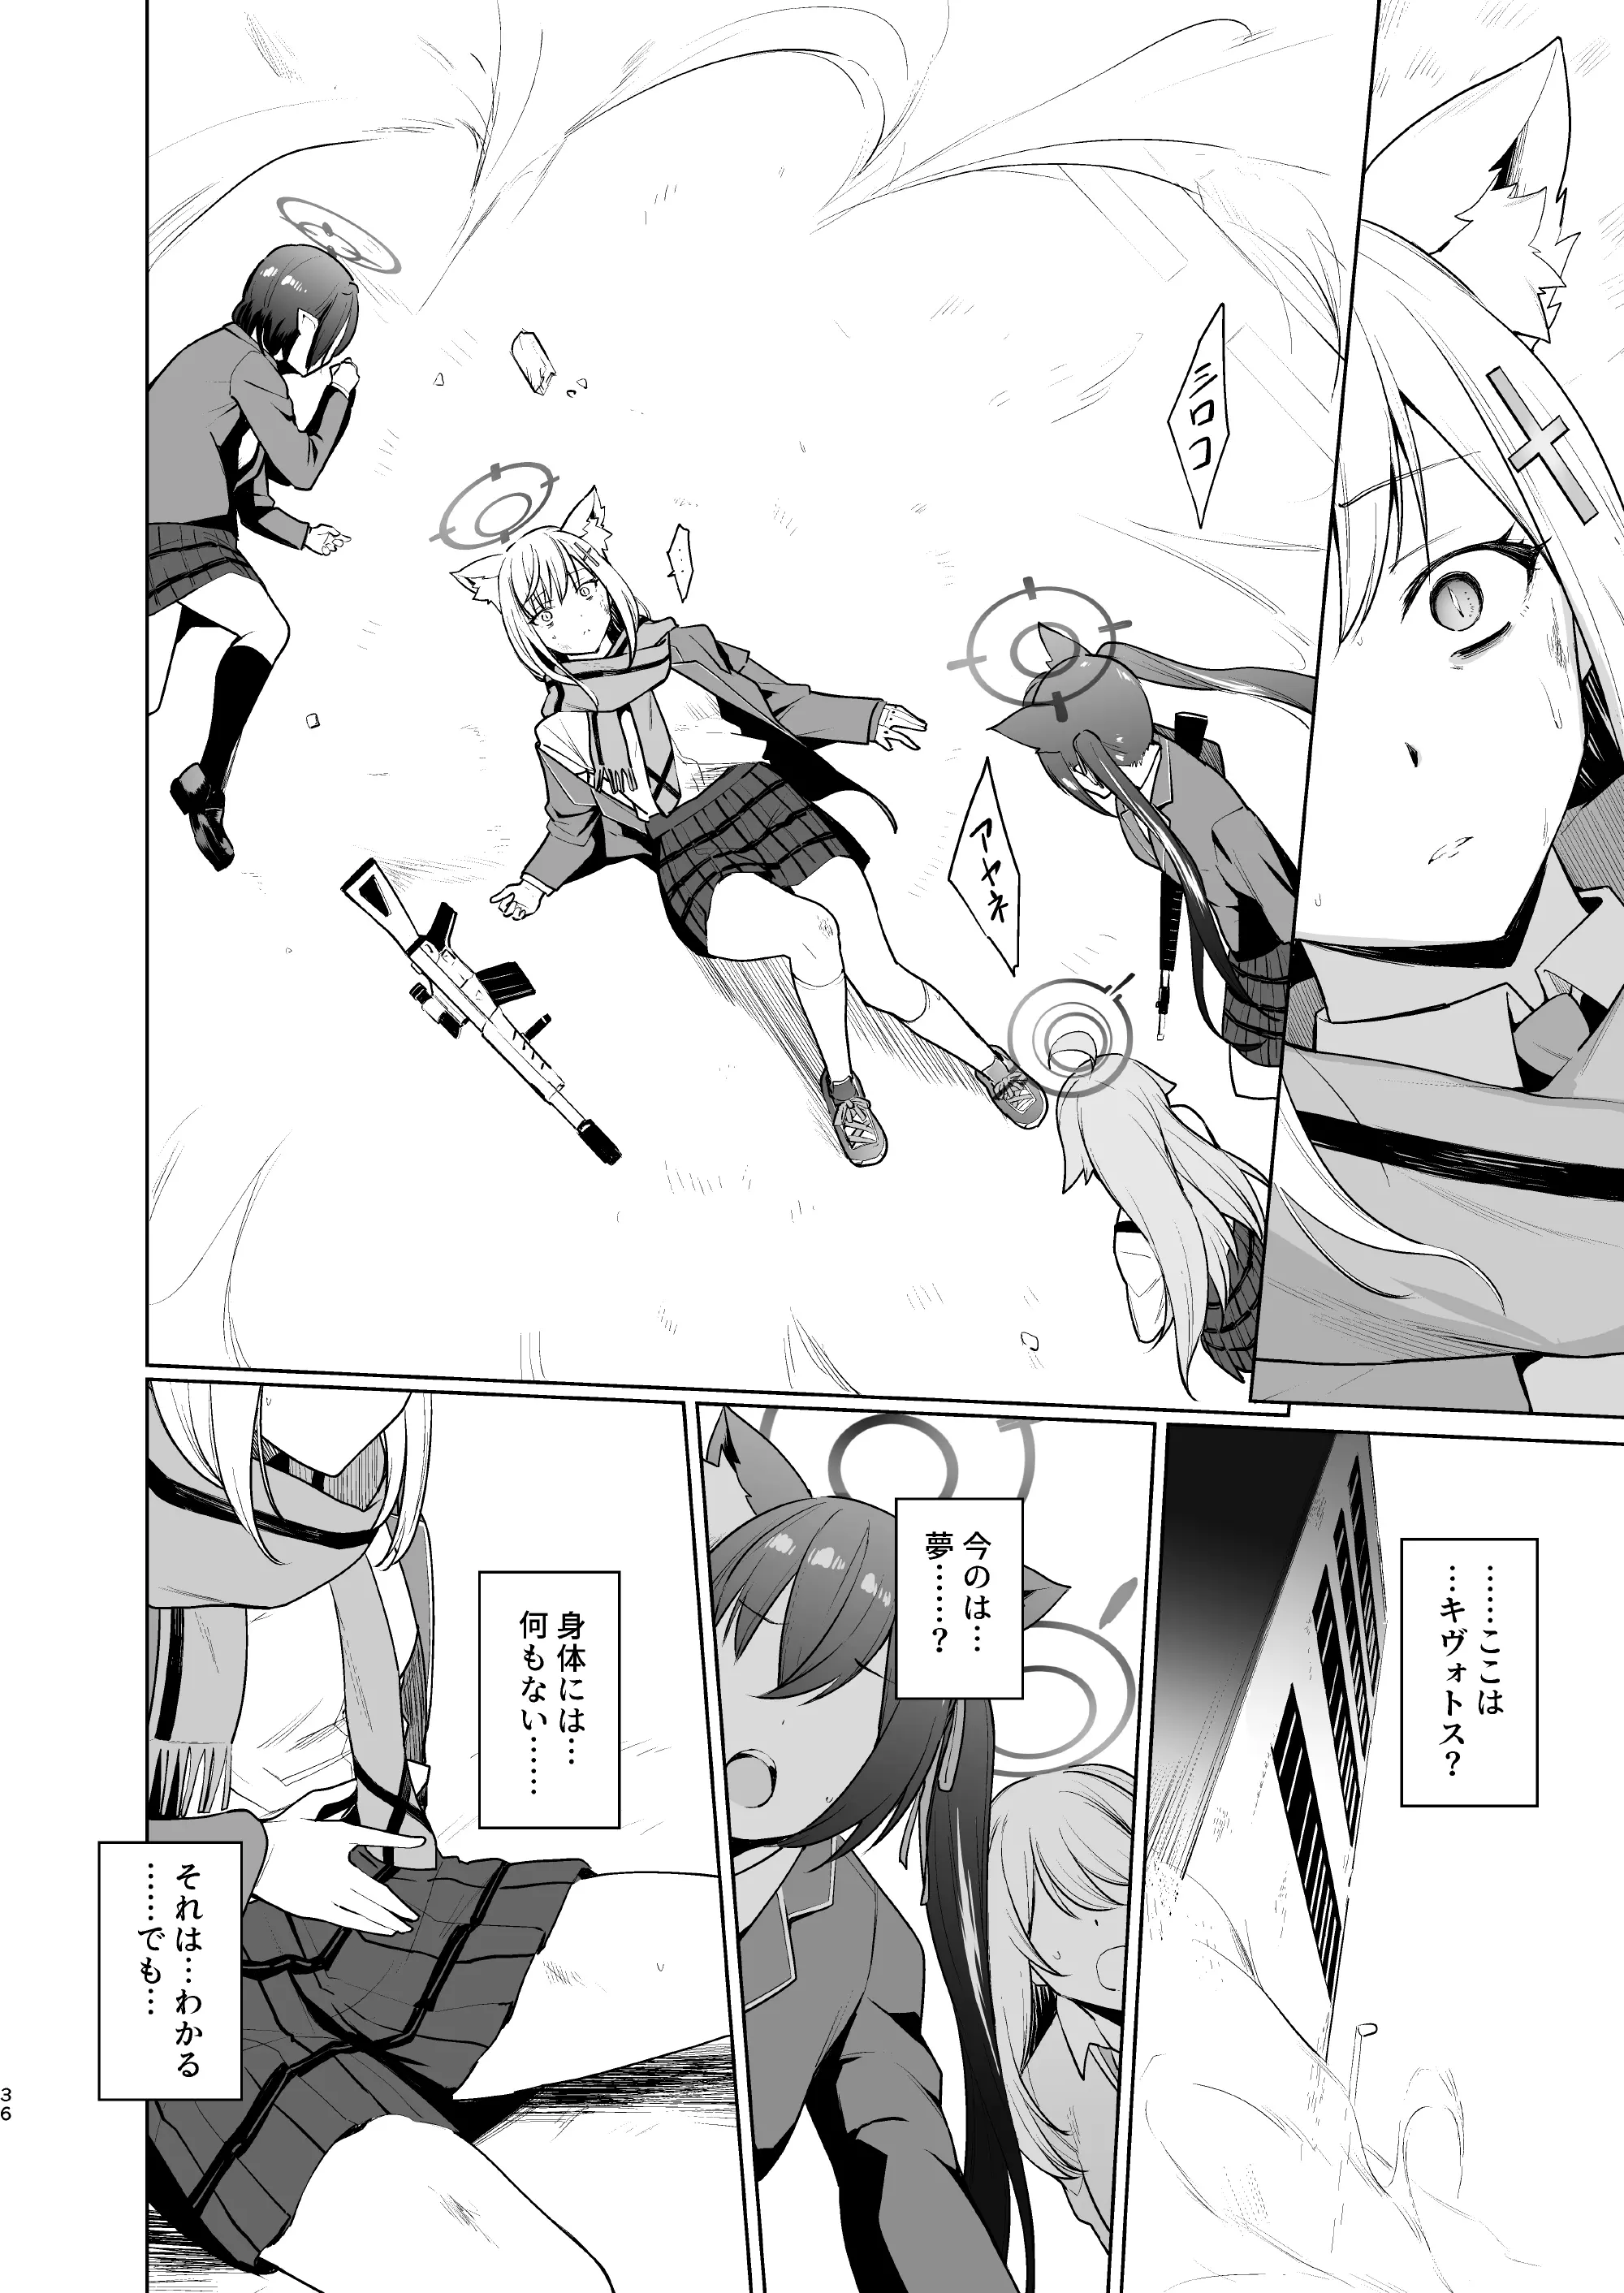 シロコ
…
アヤネ
……ここは
…キヴォトス？
今のは…
夢……？
身体には…
何もない……
それは…わかる
……でも…
36